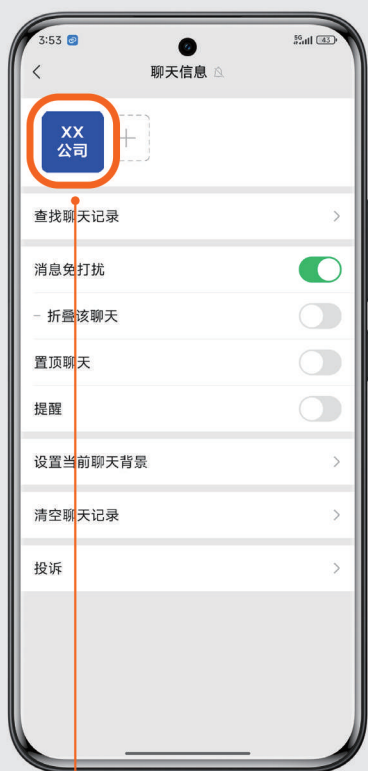 3:53
5G
43
聊天信息
XX
公司
查找聊天记录
消息免打扰
- 折叠该聊天
置顶聊天
提醒
设置当前聊天背景
清空聊天记录
投诉